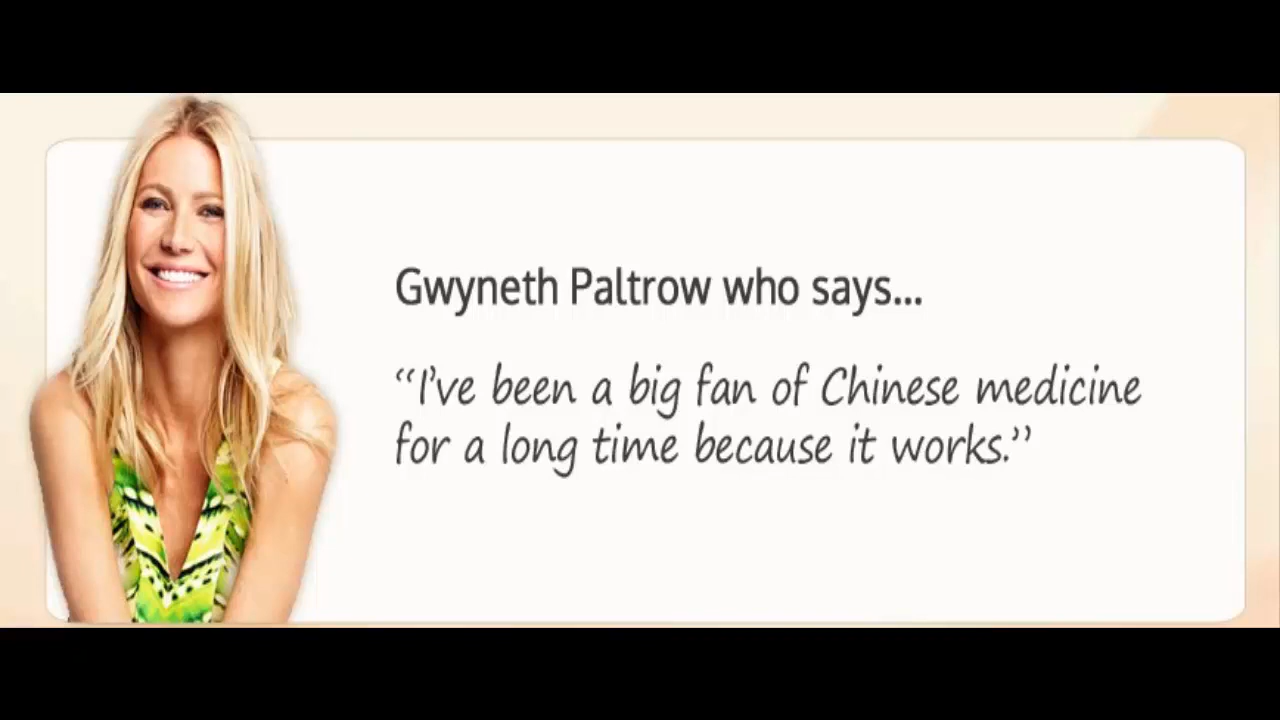 Gwyneth Paltrow who says...
“I’ve been a big fan of Chinese medicine
for a long time because it works.”